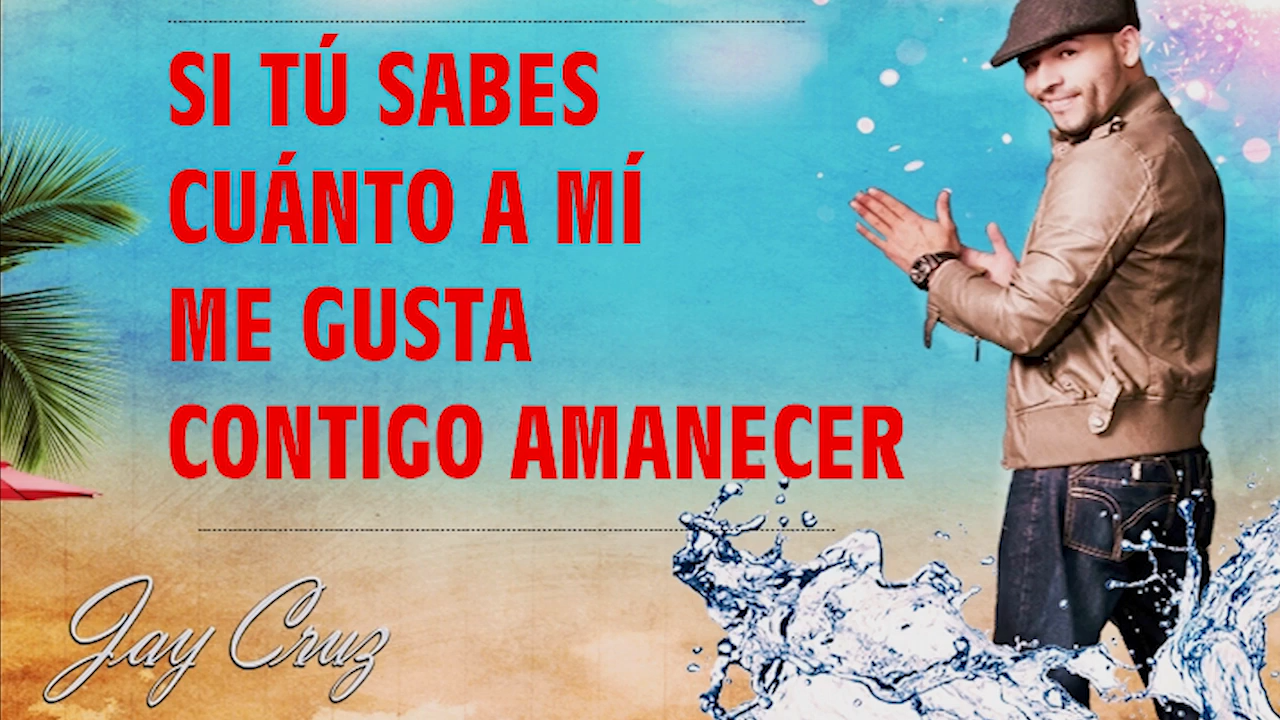 SI TÚ SABES
CUÁNTO A MÍ
ME GUSTA
CONTIGO AMANECER
Jay Cruz